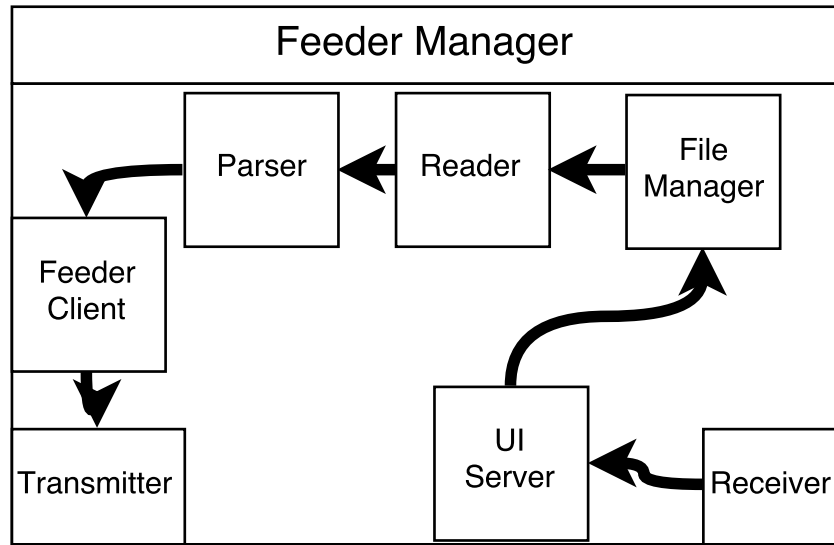 Feeder Manager
Parser
Reader
File
Manager
Feeder
Client
UI
Server
Transmitter
Receiver